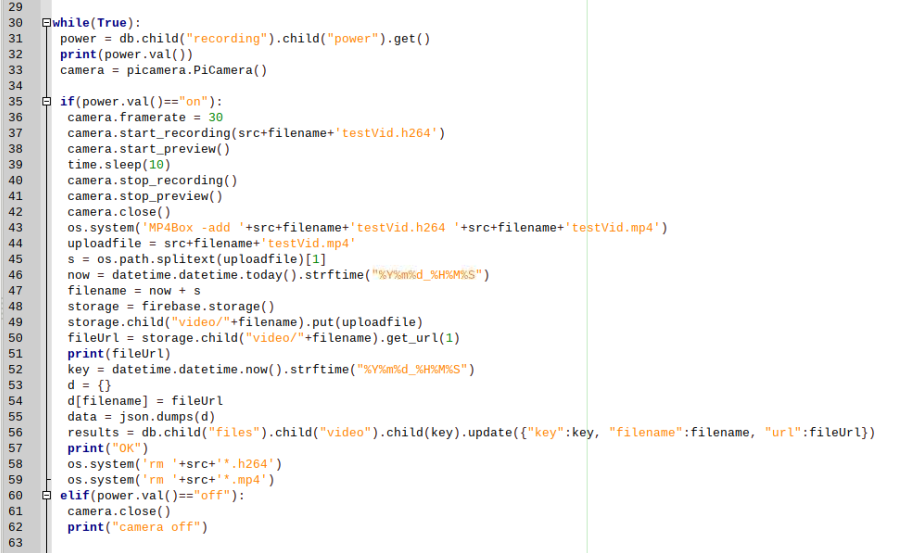 29
30 while(True):
31 power = db.child("recording").child("power").get()
32 print(power.val())
33 camera = picamera.PiCamera()
34
35 if(power.val()=="on"):
36 camera.framerate = 30
37 camera.start_recording(src+filename+'testVid.h264')
38 camera.start_preview()
39 time.sleep(10)
40 camera.stop_recording()
41 camera.stop_preview()
42 camera.close()
43 os.system('MP4Box -add '+src+filename+'testVid.h264 '+src+filename+'testVid.mp4')
44 uploadfile = src+filename+'testVid.mp4'
45 s = os.path.splitext(uploadfile)[1]
46 now = datetime.datetime.today().strftime("%Y%m%d_%H%M%S")
47 filename = now + s
48 storage = firebase.storage()
49 storage.child("video/"+filename).put(uploadfile)
50 fileUrl = storage.child("video/"+filename).get_url(1)
51 print(fileUrl)
52 key = datetime.datetime.now().strftime("%Y%m%d_%H%M%S")
53 d = {}
54 d[filename] = fileUrl
55 data = json.dumps(d)
56 results = db.child("files").child("video").child(key).update({"key":key, "filename":filename, "url":fileUrl})
57 print("OK")
58 os.system('rm '+src+'*.h264')
59 os.system('rm '+src+'*.mp4')
60 elif(power.val()=="off"):
61 camera.close()
62 print("camera off")
63